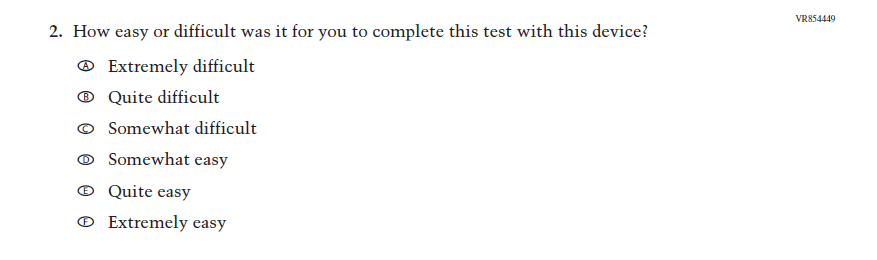 VR854449
2. How easy or difficult was it for you to complete this test with this device?
A Extremely difficult
B Quite difficult
C Somewhat difficult
D Somewhat easy
E Quite easy
F Extremely easy